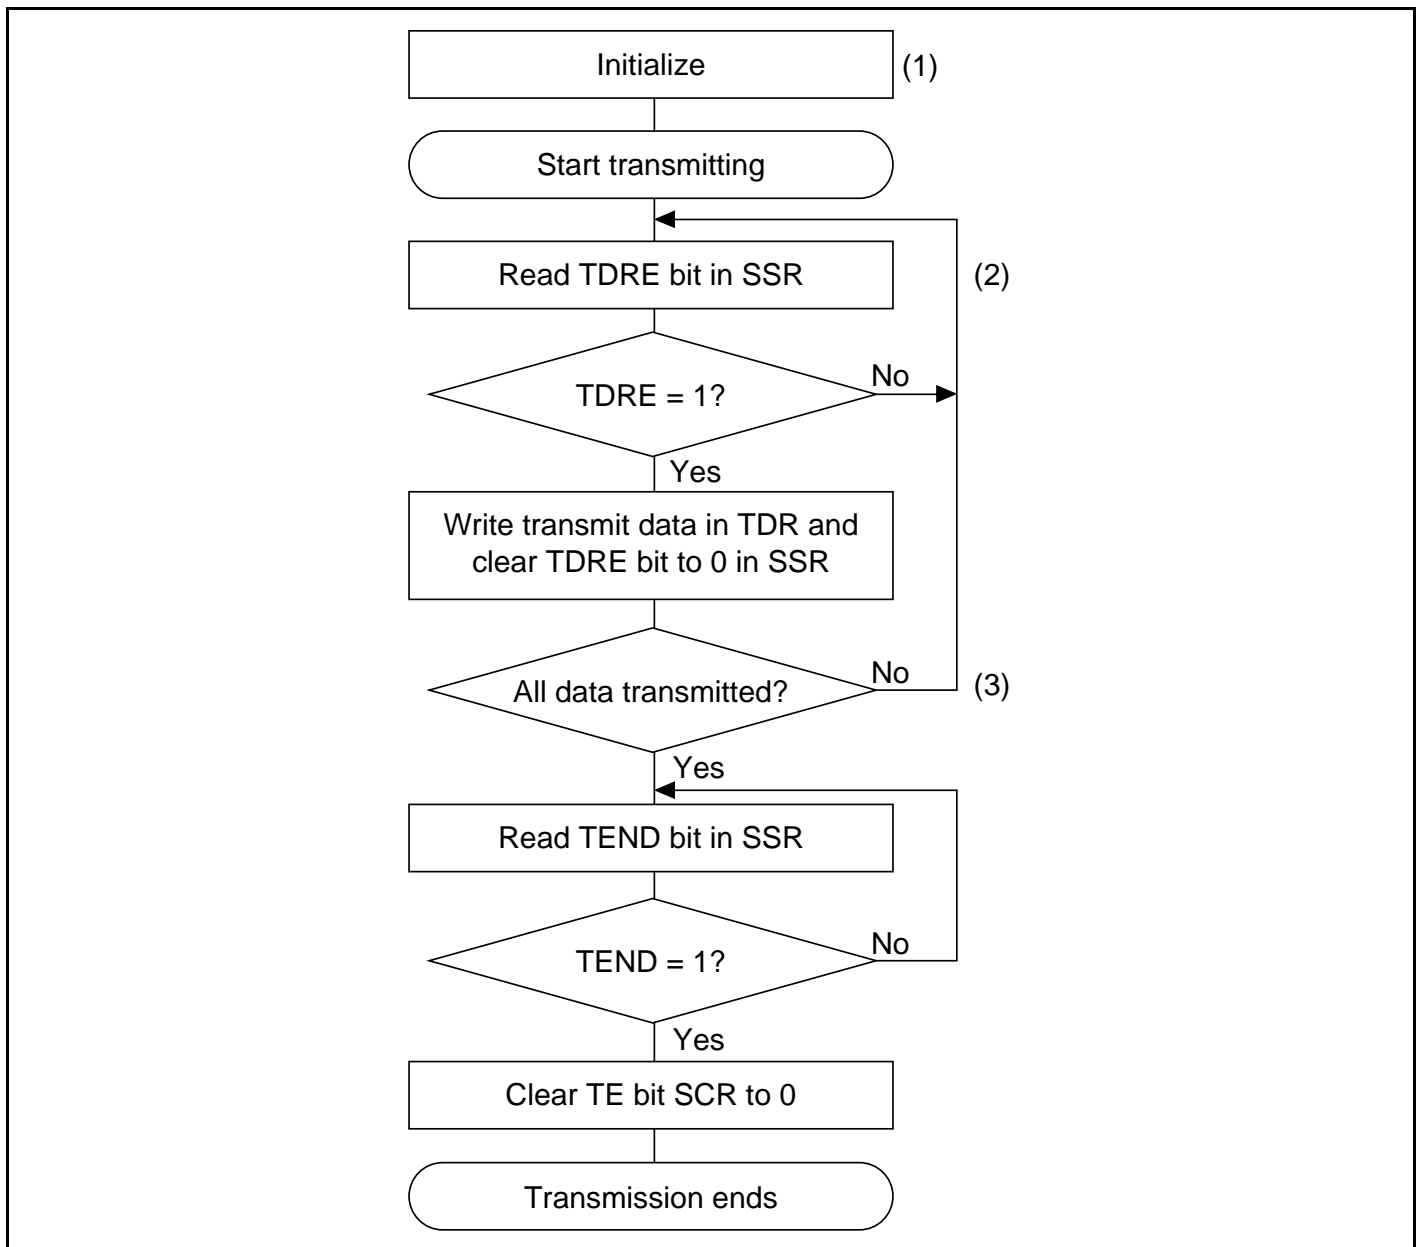 Initialize
(1)
Start transmitting
Read TDRE bit in SSR
(2)
TDRE = 1?
No
Yes
Write transmit data in TDR and
clear TDRE bit to 0 in SSR
All data transmitted?
No
(3)
Yes
Read TEND bit in SSR
TEND = 1?
No
Yes
Clear TE bit SCR to 0
Transmission ends